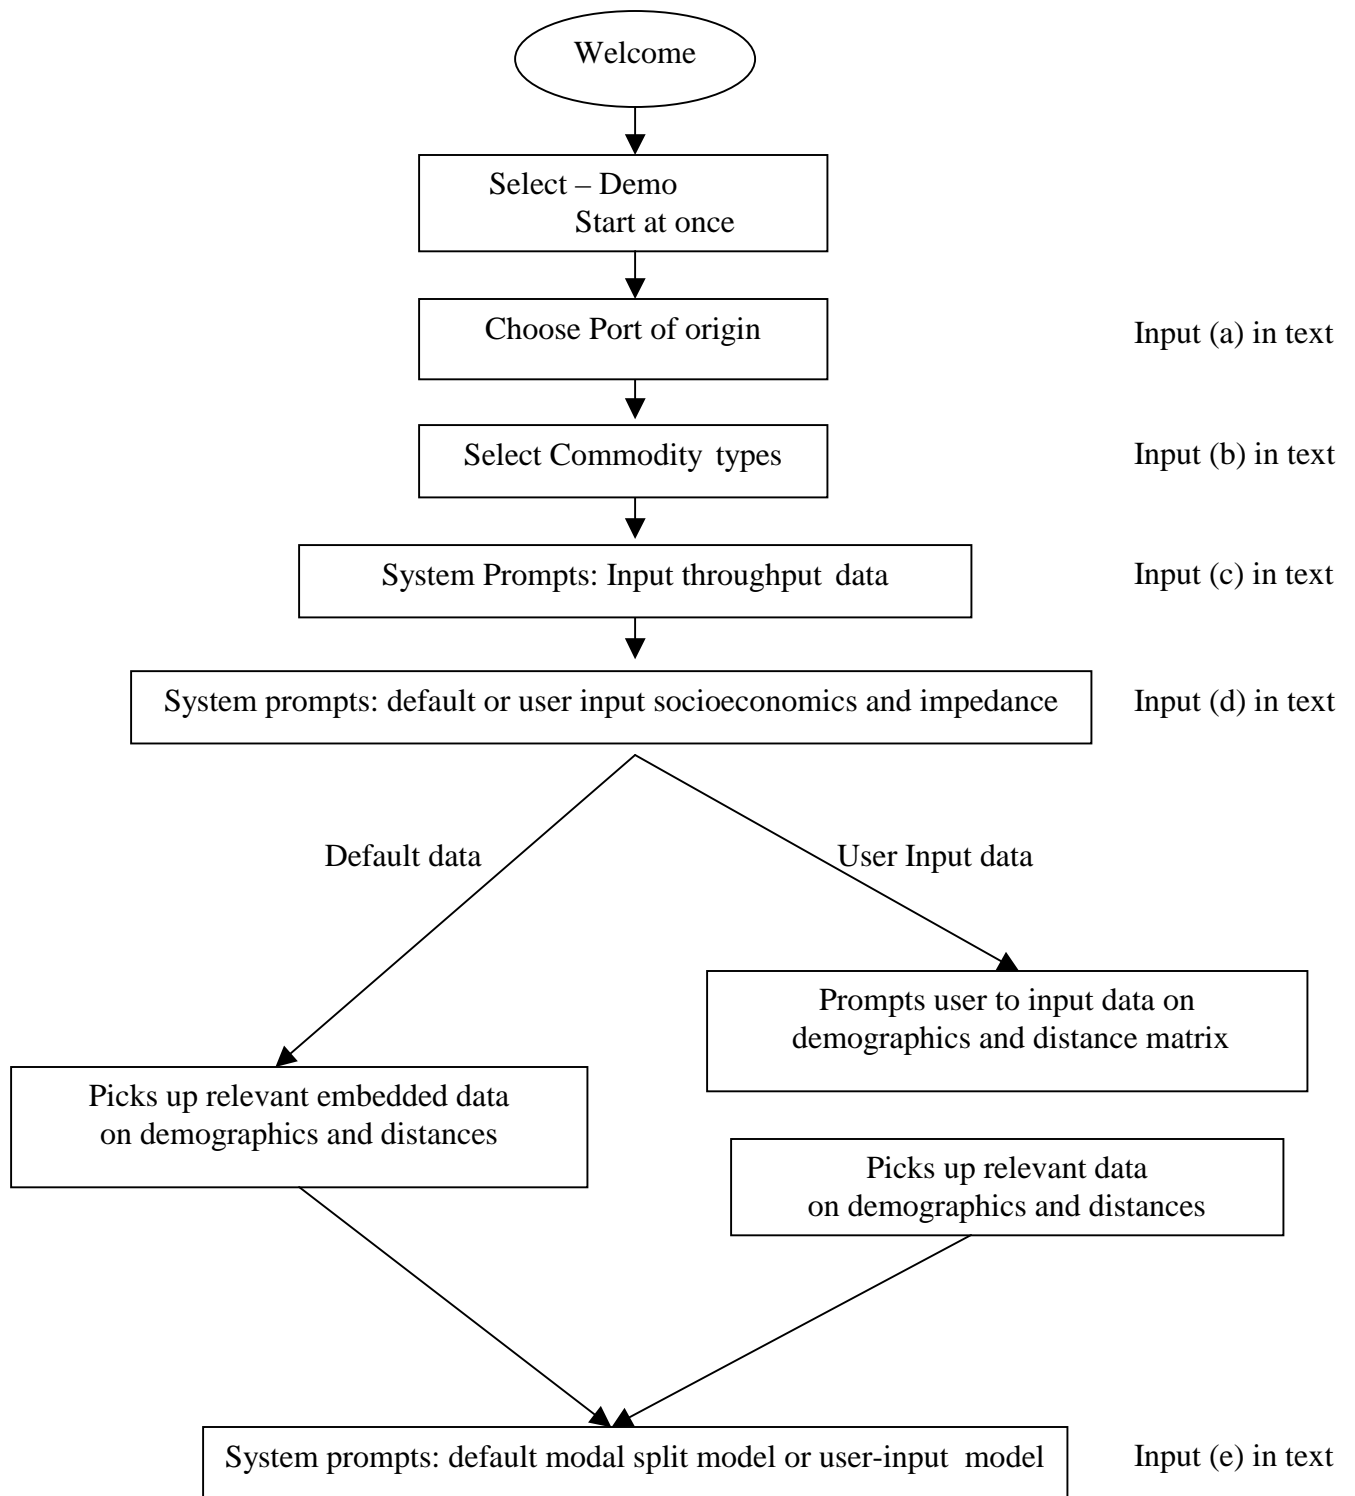 Welcome
Select – Demo
Start at once
Choose Port of origin
Input (a) in text
Select Commodity types
Input (b) in text
System Prompts: Input throughput data
Input (c) in text
System prompts: default or user input socioeconomics and impedance
Input (d) in text
Default data
User Input data
Prompts user to input data on
demographics and distance matrix
Picks up relevant embedded data
on demographics and distances
Picks up relevant data
on demographics and distances
System prompts: default modal split model or user-input model
Input (e) in text